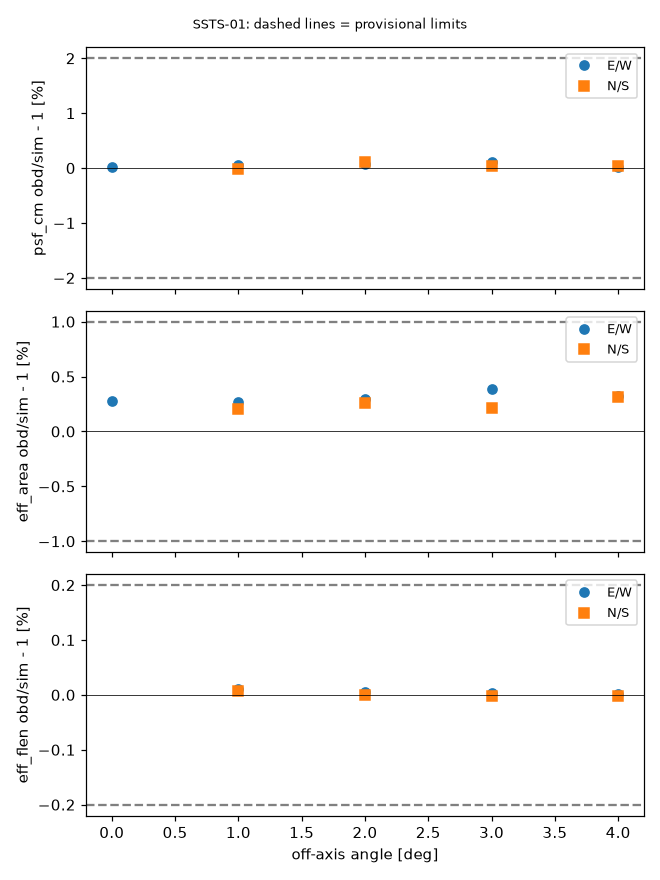 SSTS-01: dashed lines = provisional limits
psf_cm obd/sim - 1 [%]
2
1
0
−1
−2
E/W
N/S
eff_area obd/sim - 1 [%]
1.0
0.5
0.0
−0.5
−1.0
E/W
N/S
eff_flen obd/sim - 1 [%]
0.2
0.1
0.0
−0.1
−0.2
E/W
N/S
0.0 0.5 1.0 1.5 2.0 2.5 3.0 3.5 4.0
off-axis angle [deg]